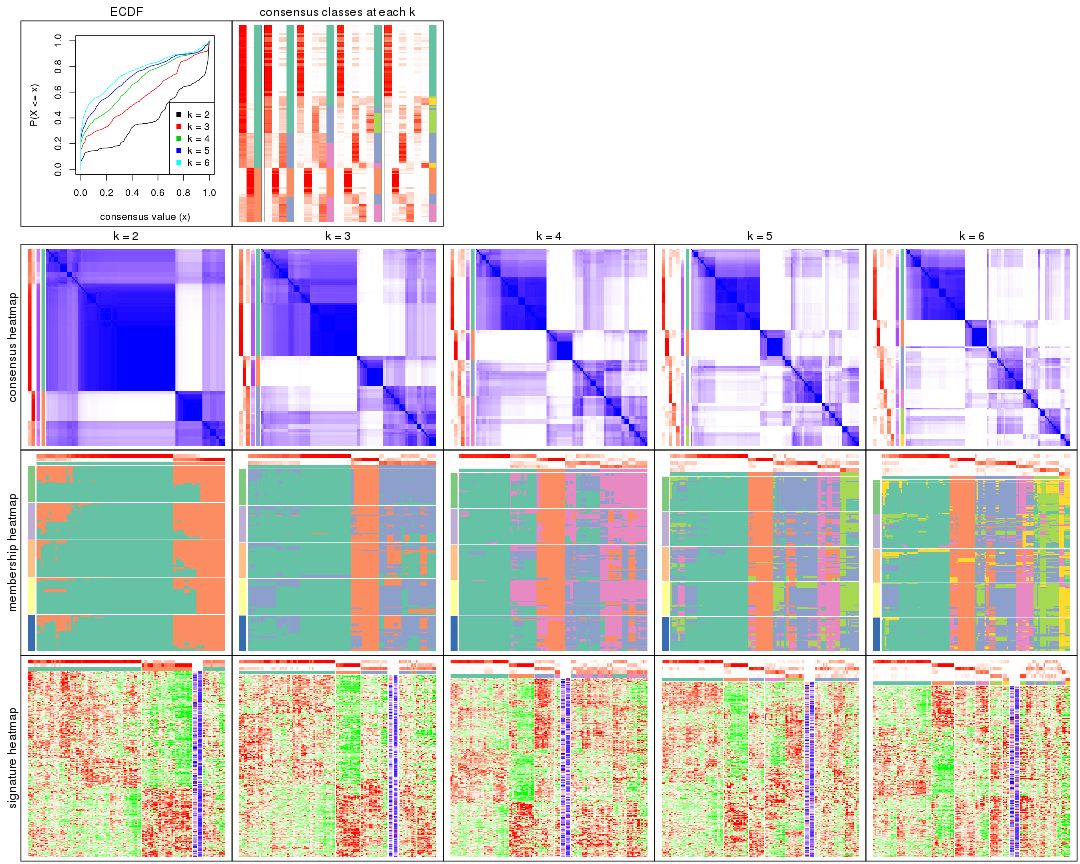 ECDF
consensus classes at each k
P(X <= x)
0.0 0.2 0.4 0.6 0.8 1.0
k = 2
k = 3
k = 4
k = 5
k = 6
0.0 0.2 0.4 0.6 0.8 1.0
consensus value (x)
k = 2
k = 3
k = 4
k = 5
k = 6
consensus heatmap
membership heatmap
signature heatmap